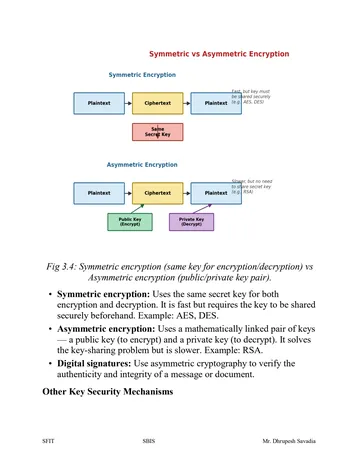 Symmetric vs Asymmetric Encryption
Symmetric Encryption
Plaintext
Ciphertext
Plaintext
Fast, but key must
be shared securely
(e.g., AES, DES)
Same
Secret Key
Asymmetric Encryption
Plaintext
Ciphertext
Plaintext
Slower, but no need
to share secret key
(e.g., RSA)
Public Key
(Encrypt)
Private Key
(Decrypt)
Fig 3.4: Symmetric encryption (same key for encryption/decryption) vs
Asymmetric encryption (public/private key pair).
• Symmetric encryption: Uses the same secret key for both
encryption and decryption. It is fast but requires the key to be shared
securely beforehand. Example: AES, DES.
• Asymmetric encryption: Uses a mathematically linked pair of keys
— a public key (to encrypt) and a private key (to decrypt). It solves
the key-sharing problem but is slower. Example: RSA.
• Digital signatures: Use asymmetric cryptography to verify the
authenticity and integrity of a message or document.
Other Key Security Mechanisms
SFIT SBIS Mr. Dhrupesh Savadia